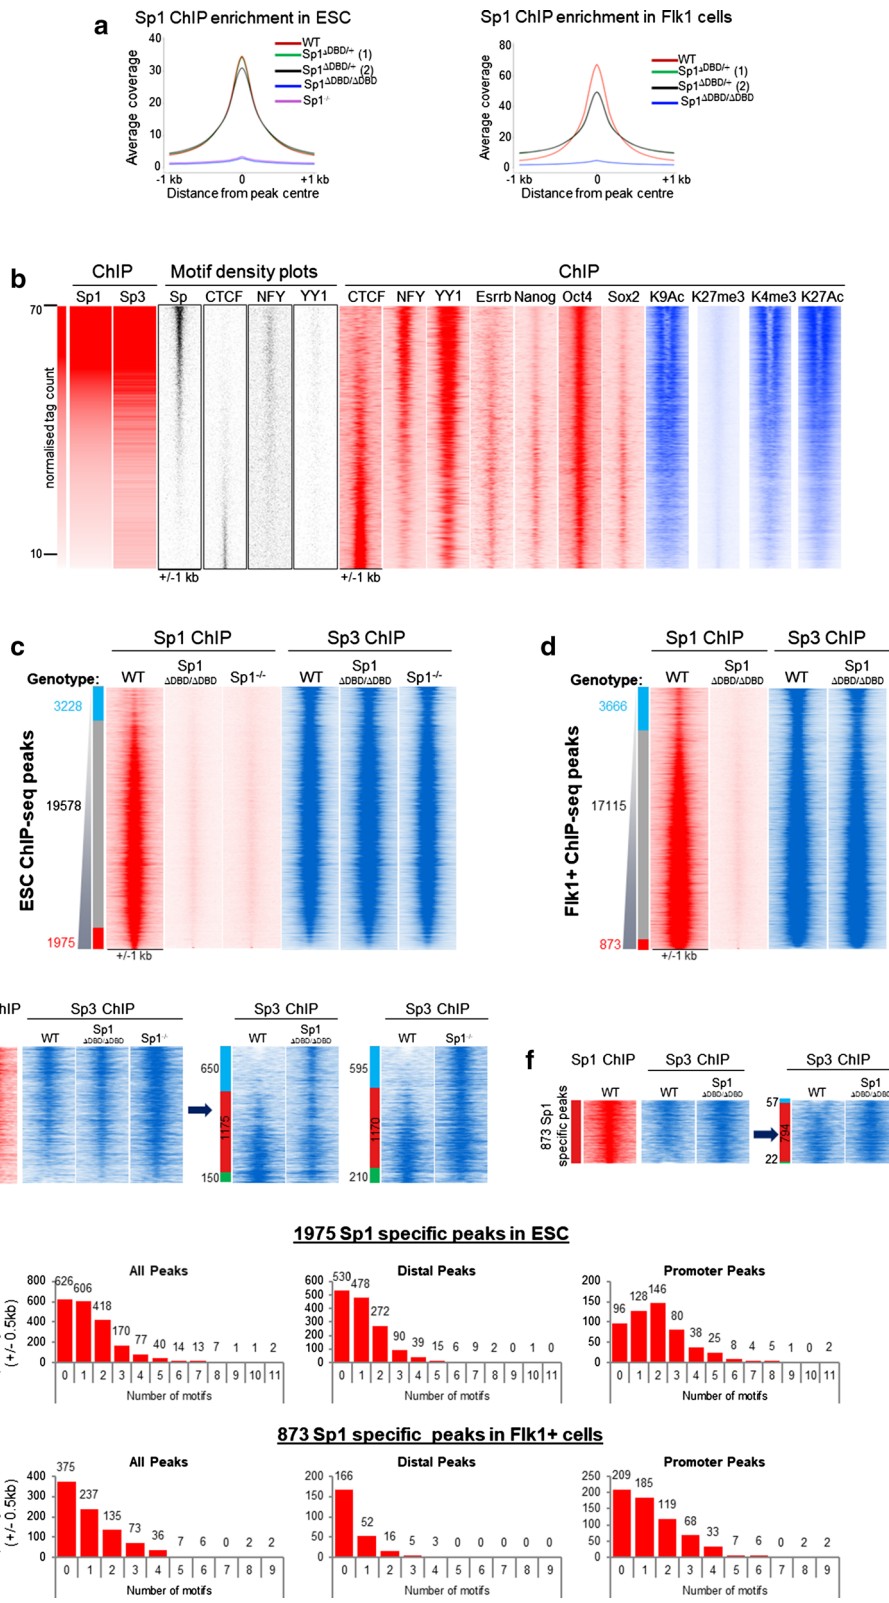 a
Sp1 ChIP enrichment in ESC
Average coverage
40
30
20
10
0
-1 kb
0
+1 kb
Distance from peak centre
WT
Sp1ΔDBD/+ (1)
Sp1ΔDBD/+ (2)
Sp1ΔDBD/ΔDBD
Sp1-/-
Sp1 ChIP enrichment in Flk1 cells
Average coverage
80
60
40
20
0
-1 kb
0
+1 kb
Distance from peak centre
WT
Sp1ΔDBD/+ (1)
Sp1ΔDBD/+ (2)
Sp1ΔDBD/ΔDBD
b
ChIP
Motif density plots
ChIP
Sp1 Sp3 Sp CTCF NFY YY1 CTCF NFY YY1 Esrrb Nanog Oct4 Sox2 K9Ac K27me3 K4me3 K27Ac
70
normalised tag count
10
+/-1 kb
+/-1 kb
c
Sp1 ChIP
Sp3 ChIP
Genotype:
WT
Sp1 ΔDBD/ΔDBD
Sp1-/-
WT
Sp1 ΔDBD/ΔDBD
Sp1-/-
ESC ChIP-seq peaks
3228
19578
1975
+/-1 kb
d
Sp1 ChIP
Sp3 ChIP
Genotype:
WT
Sp1 ΔDBD/ΔDBD
WT
Sp1 ΔDBD/ΔDBD
Flk1+ ChIP-seq peaks
3666
17115
873
+/-1 kb
hIP
Sp3 ChIP
WT
Sp1 ΔDBD/ΔDBD
Sp1-/-
Sp3 ChIP
WT
Sp1 ΔDBD/ΔDBD
650
1175
150
Sp3 ChIP
WT
Sp1-/-
595
1170
210
f
Sp1 ChIP
Sp3 ChIP
WT
WT
Sp1 ΔDBD/ΔDBD
873 Sp1
specific peaks
Sp3 ChIP
WT
Sp1 ΔDBD/ΔDBD
57
794
22
1975 Sp1 specific peaks in ESC
(+/- 0.5kb)
All Peaks
800
600
400
200
0
626 606 418 170 77 40 14 13 7 1 1 2
0 1 2 3 4 5 6 7 8 9 10 11
Number of motifs
Distal Peaks
600
500
400
300
200
100
0
530 478 272 90 39 15 6 9 2 0 1 0
0 1 2 3 4 5 6 7 8 9 10 11
Number of motifs
Promoter Peaks
200
150
100
50
0
96 128 146 80 38 25 8 4 5 1 0 2
0 1 2 3 4 5 6 7 8 9 10 11
Number of motifs
873 Sp1 specific peaks in Flk1+ cells
(+/- 0.5kb)
All Peaks
400
300
200
100
0
375 237 135 73 36 7 6 0 2 2
0 1 2 3 4 5 6 7 8 9
Number of motifs
Distal Peaks
200
150
100
50
0
166 52 16 5 3 0 0 0 0 0
0 1 2 3 4 5 6 7 8 9
Number of motifs
Promoter Peaks
250
200
150
100
50
0
209 185 119 68 33 7 6 0 2 2
0 1 2 3 4 5 6 7 8 9
Number of motifs